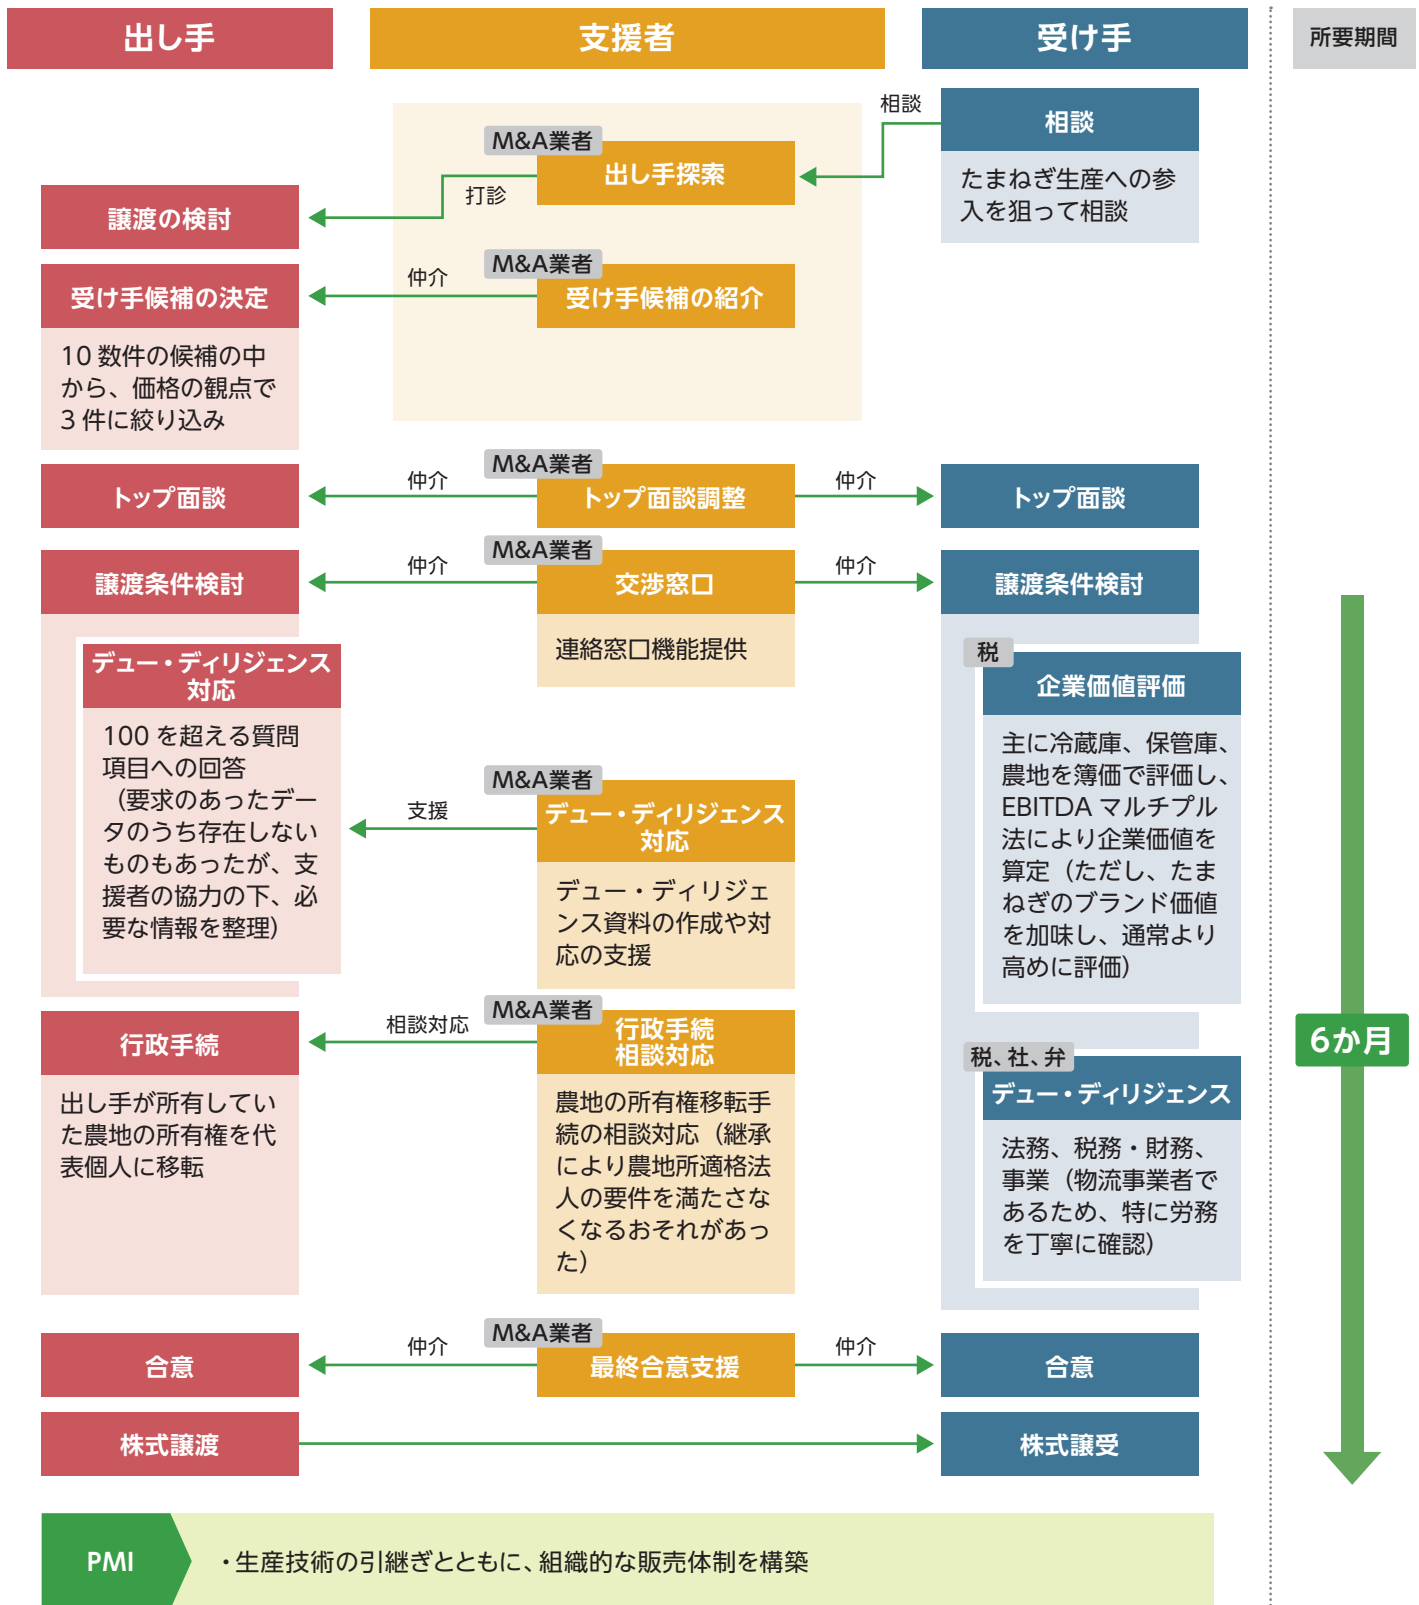 出し手
支援者
受け手
所要期間
相談
相談
たまねぎ生産への参
入を狙って相談
M&A業者
出し手探索
打診
譲渡の検討
M&A業者
受け手候補の紹介
仲介
受け手候補の決定
10 数件の候補の中
から、価格の観点で
3 件に絞り込み
M&A業者
トップ面談調整
仲介
仲介
トップ面談
トップ面談
M&A業者
交渉窓口
連絡窓口機能提供
仲介
仲介
譲渡条件検討
譲渡条件検討
デュー・ディリジェンス
対応
100 を超える質問
項目への回答
（要求のあったデー
タのうち存在しない
ものもあったが、支
援者の協力の下、必
要な情報を整理）
支援
M&A業者
デュー・ディリジェンス
対応
デュー・ディリジェ
ンス資料の作成や対
応の支援
税
企業価値評価
主に冷蔵庫、保管庫、
農地を簿価で評価し、
EBITDA マルチプル
法により企業価値を
算定（ただし、たま
ねぎのブランド価値
を加味し、通常より
高めに評価）
行政手続
出し手が所有してい
た農地の所有権を代
表個人に移転
相談対応
M&A業者
行政手続
相談対応
農地の所有権移転手
続の相談対応（継承
により農地所適格法
人の要件を満たさな
くなるおそれがあっ
た）
税、社、弁
デュー・ディリジェンス
法務、税務・財務、
事業（物流事業者で
あるため、特に労務
を丁寧に確認）
6か月
M&A業者
最終合意支援
仲介
仲介
合意
合意
株式譲渡
株式譲受
PMI
・生産技術の引継ぎとともに、組織的な販売体制を構築